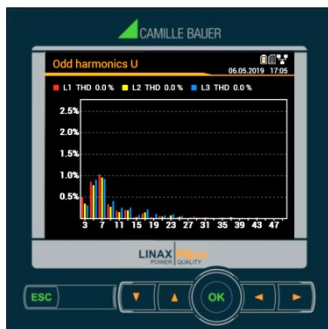 CAMILLE BAUER
Odd harmonics U
06.05.2019 17:05
L1 THD 0.0 % L2 THD 0.0 % L3 THD 0.0 %
2.5%
2.0%
1.5%
1.0%
0.5%
3 7 11 15 19 23 27 31 35 39 43 47
LINAX
POWER QUALITY
ESC
OK